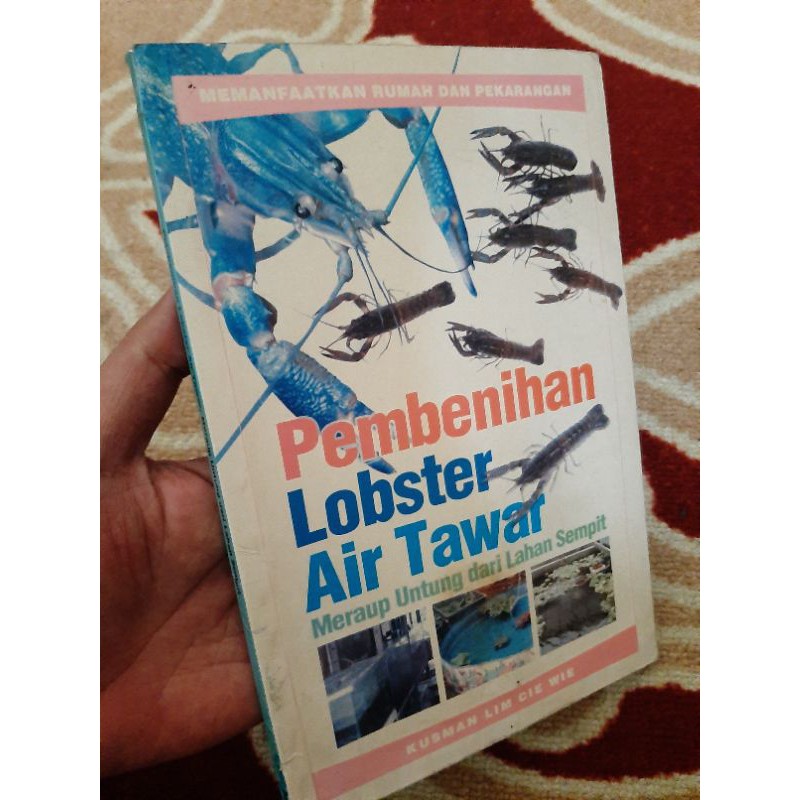 MEMANFAATKAN RUMAH DAN PEKARANGAN
Pembenihan
Lobster
Air Tawar
Meraup Untung dari Lahan Sempit
KUSMAN LIM CIE WIE